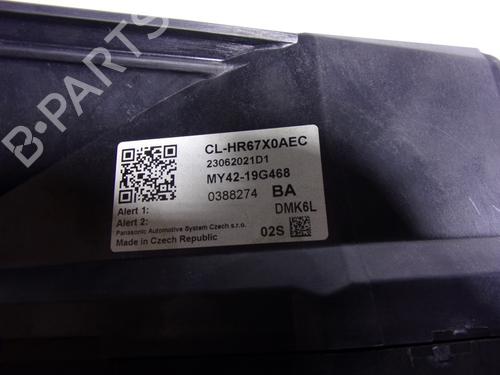 B-PARTS
CL-HR67X0AEC
23062021D1
MY42-19G468
0388274 BA
Alert 1: DMK6L
Alert 2:
Panasonic Automotive System Czech s.r.o.
Made in Czech Republic 02S